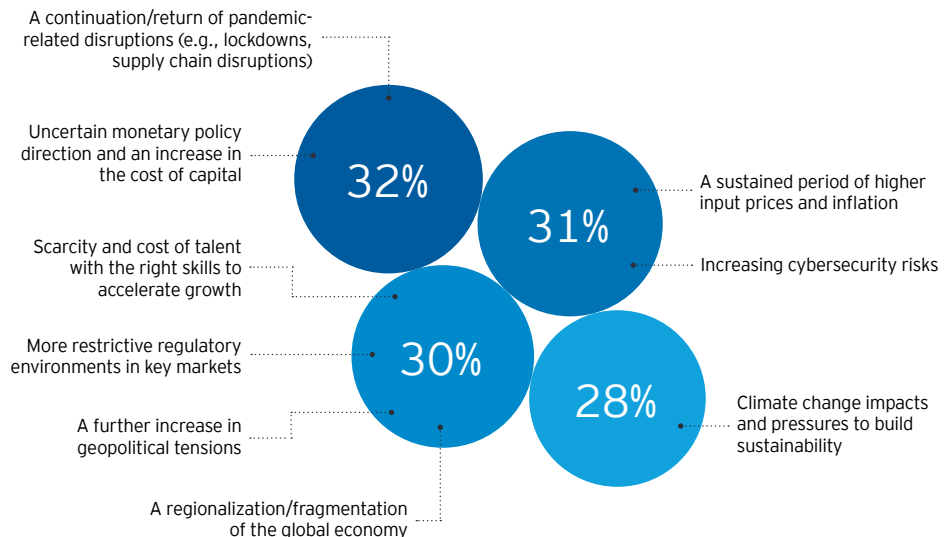 A continuation/return of pandemic-
related disruptions (e.g., lockdowns,
supply chain disruptions)
Uncertain monetary policy
direction and an increase in
the cost of capital
32%
31%
A sustained period of higher
input prices and inflation
Increasing cybersecurity risks
Scarcity and cost of talent
with the right skills to
accelerate growth
More restrictive regulatory
environments in key markets
A further increase in
geopolitical tensions
A regionalization/fragmentation
of the global economy
30%
28%
Climate change impacts
and pressures to build
sustainability